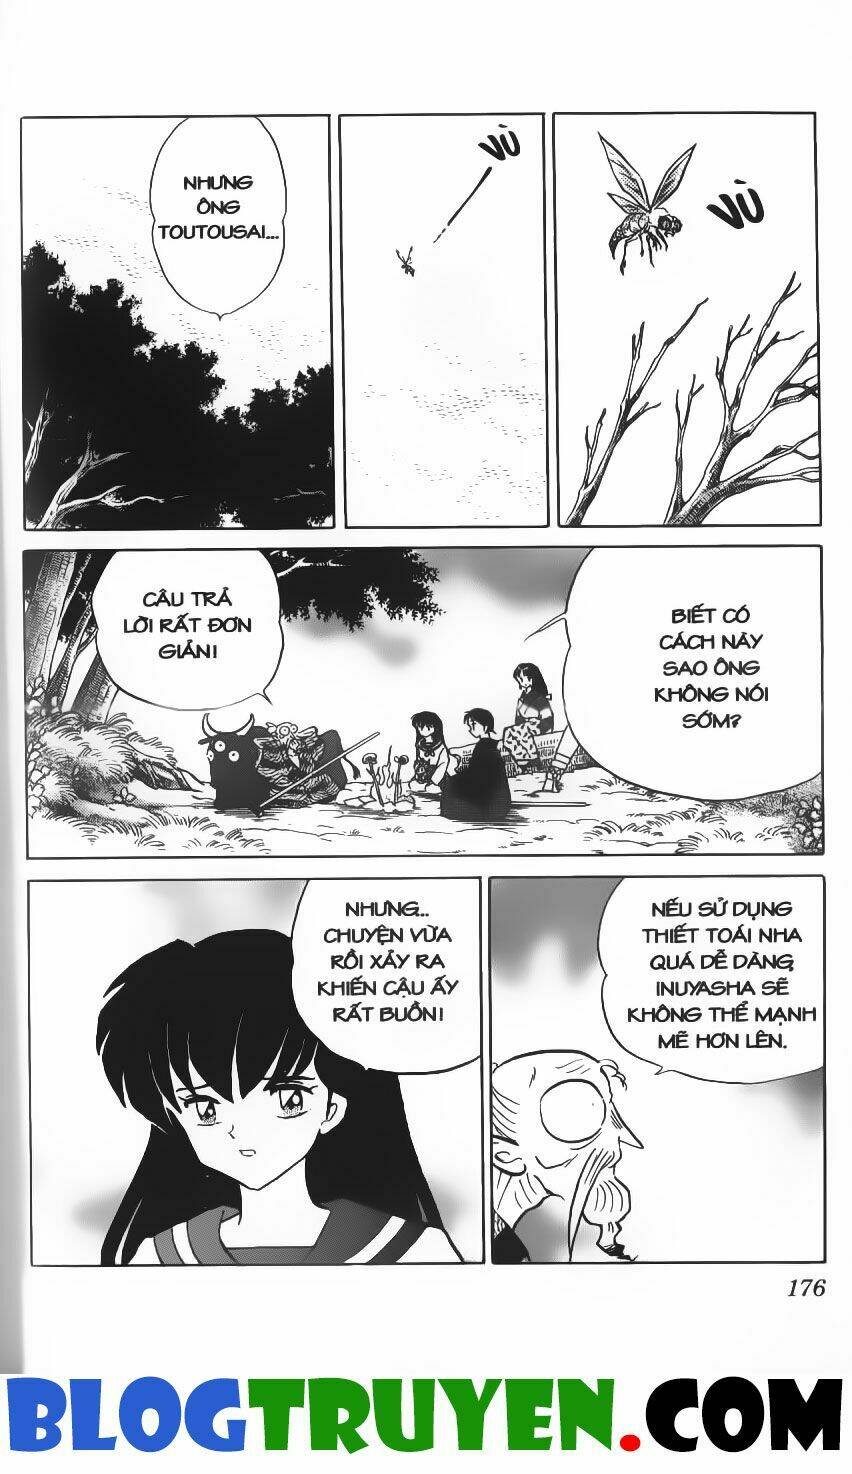 VÙ
VÙ
NHƯNG
ÔNG
TOUTOUSAI...
BIẾT CÓ
CÁCH NÀY
SAO ÔNG
KHÔNG NÓI
SỚM?
CÂU TRẢ
LỜI RẤT ĐƠN
GIẢN!
NẾU SỬ DỤNG
THIẾT TOÁI NHA
QUÁ DỄ DÀNG,
INUYASHA SẼ
KHÔNG THỂ MẠNH
MẼ HƠN LÊN.
NHƯNG...
CHUYỆN VỪA
RỒI XẢY RA
KHIẾN CẬU ẤY
RẤT BUỒN!
176
BLOGTRUYEN.COM